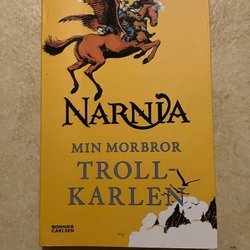 NARNIA
MIN MORBROR
TROLL-
KARLEN
BONNIER
CARLSEN